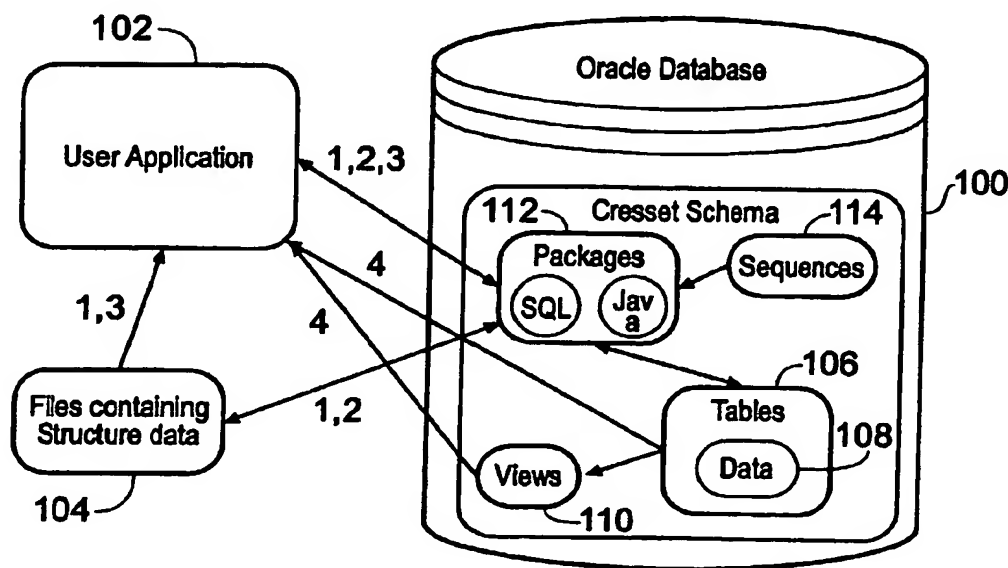 102
Oracle Database
User Application
1,2,3
100
Cresset Schema
112
114
Packages
Sequences
SQL
Jav
a
4
4
1,3
106
Files containing
Structure data
1,2
Tables
108
Data
Views
104
110